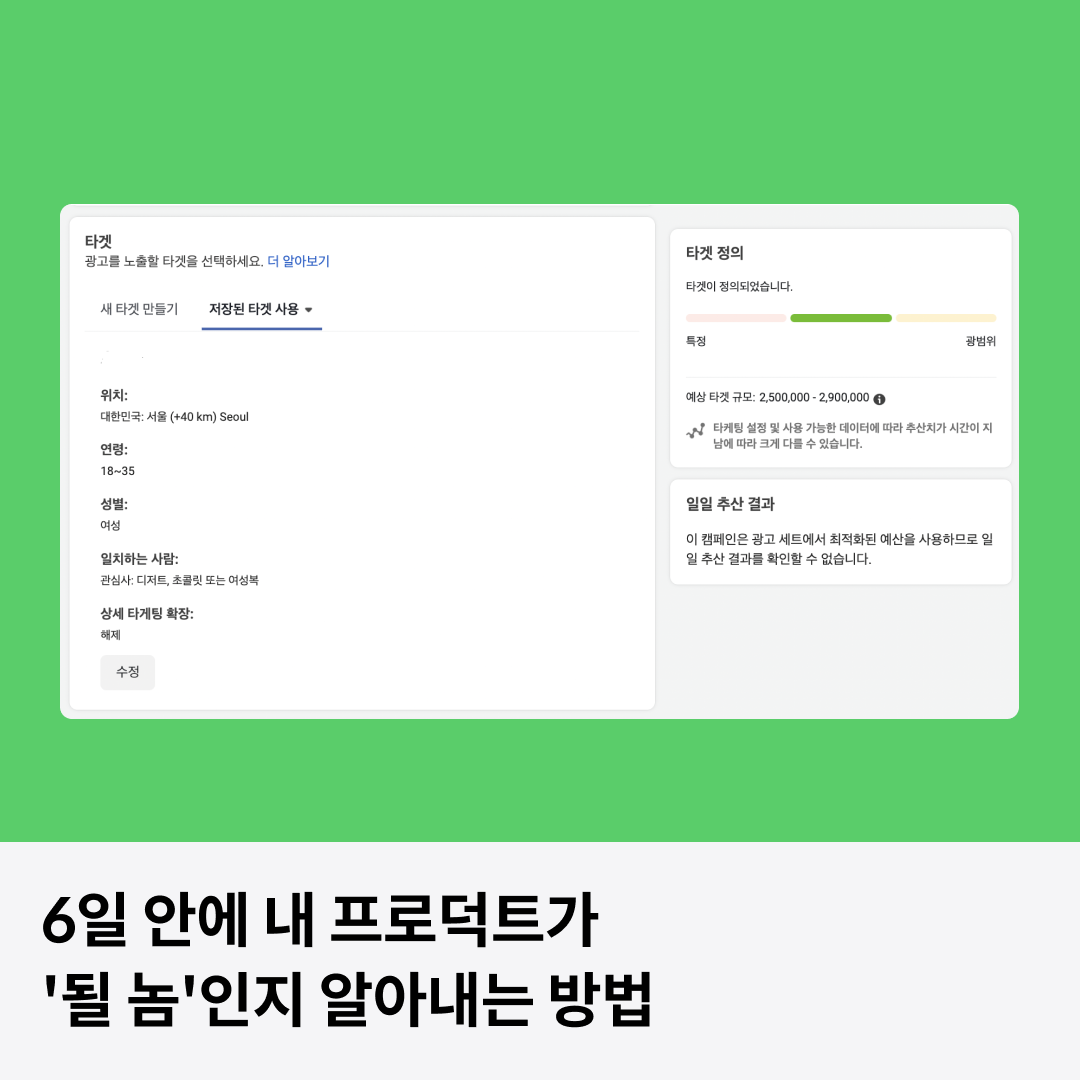 타겟
광고를 노출할 타겟을 선택하세요. 더 알아보기
새 타겟 만들기 저장된 타겟 사용
위치:
대한민국: 서울 (+40 km) Seoul
연령:
18~35
성별:
여성
일치하는 사람:
관심사: 디저트, 초콜릿 또는 여성복
상세 타게팅 확장:
해제
수정
타겟 정의
타겟이 정의되었습니다.
특정 광범위
예상 타겟 규모: 2,500,000 - 2,900,000
타케팅 설정 및 사용 가능한 데이터에 따라 추산치가 시간이 지
남에 따라 크게 다를 수 있습니다.
일일 추산 결과
이 캠페인은 광고 세트에서 최적화된 예산을 사용하므로 일
일 추산 결과를 확인할 수 없습니다.
6일 안에 내 프로덕트가
'될 놈'인지 알아내는 방법